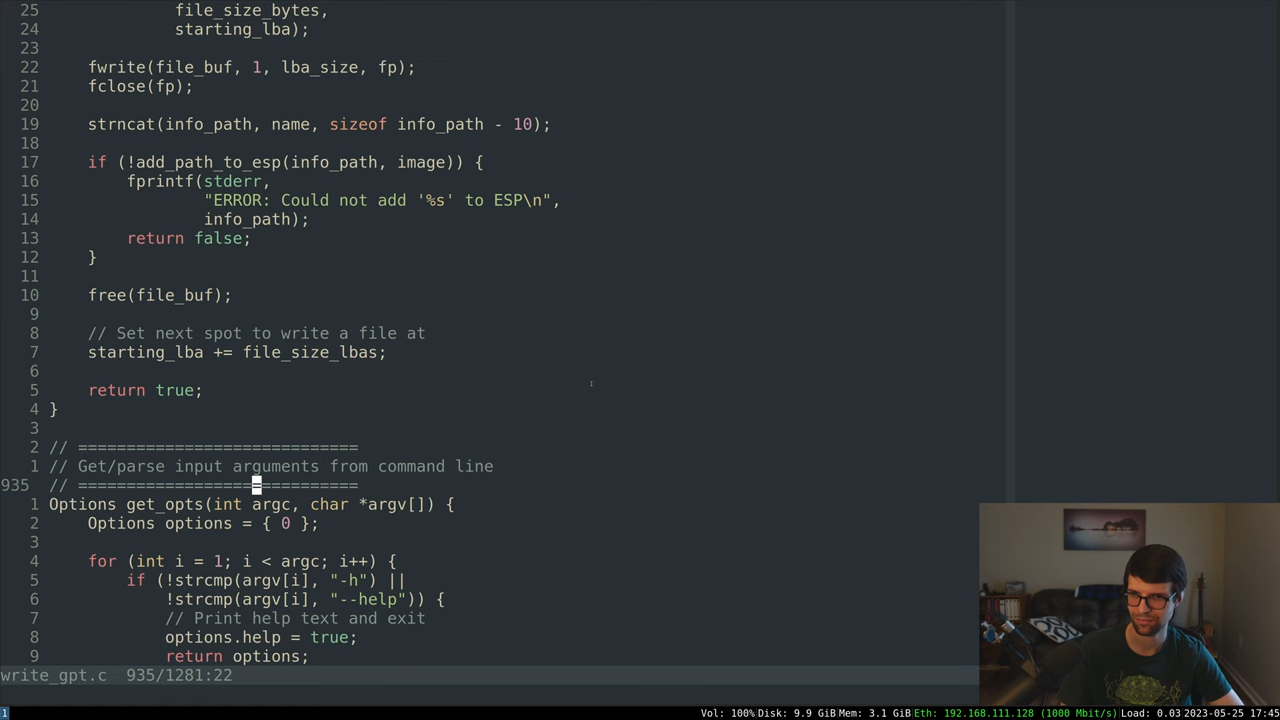 25              file_size_bytes,
24              starting_lba);
23
22     fwrite(file_buf, 1, lba_size, fp);
21     fclose(fp);
20
19     strncat(info_path, name, sizeof info_path - 10);
18
17     if (!add_path_to_esp(info_path, image)) {
16         fprintf(stderr,
15                 "ERROR: Could not add '%s' to ESP\n",
14                 info_path);
13         return false;
12     }
11
10     free(file_buf);
9
8     // Set next spot to write a file at
7     starting_lba += file_size_lbas;
6
5     return true;
4 }
3
2 // =============================
1 // Get/parse input arguments from command line
935 // =============================
1 Options get_opts(int argc, char *argv[]) {
2     Options options = { 0 };
3
4     for (int i = 1; i < argc; i++) {
5         if (!strcmp(argv[i], "-h") ||
6             !strcmp(argv[i], "--help")) {
7             // Print help text and exit
8             options.help = true;
9             return options;
write_gpt.c  935/1281:22
1 Vol: 100% Disk: 9.9 GiB Mem: 3.1 GiB Eth: 192.168.111.128 (1000 Mbit/s) Load: 0.03 2023-05-25 17:45